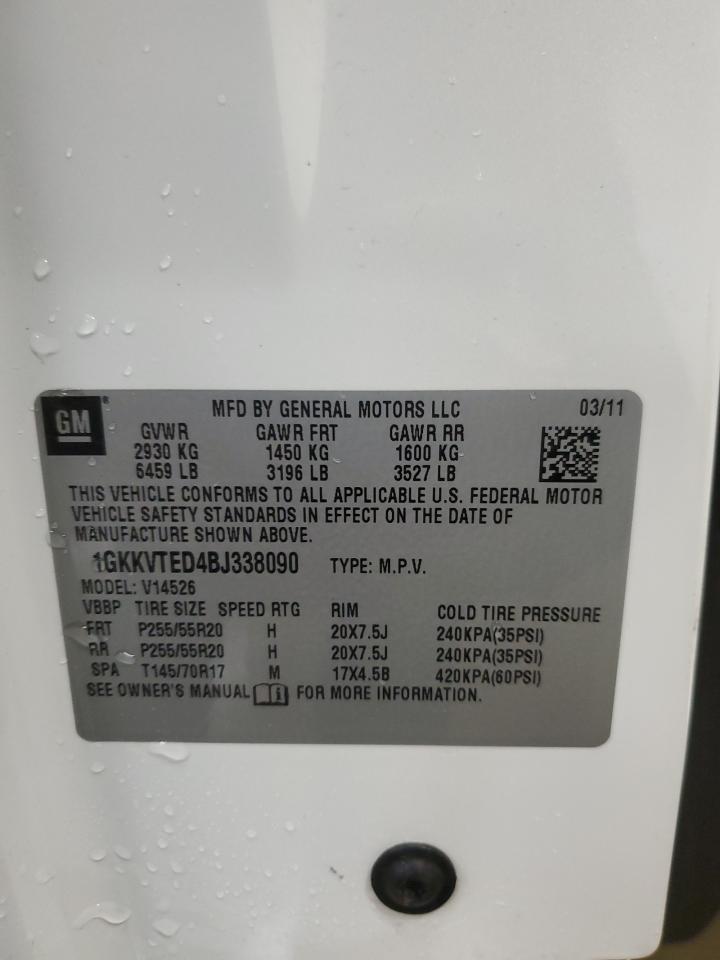 GM®
MFD BY GENERAL MOTORS LLC 03/11
GVWR GAWR FRT GAWR RR
2930 KG 1450 KG 1600 KG
6459 LB 3196 LB 3527 LB
THIS VEHICLE CONFORMS TO ALL APPLICABLE U.S. FEDERAL MOTOR
VEHICLE SAFETY STANDARDS IN EFFECT ON THE DATE OF
MANUFACTURE SHOWN ABOVE.
1GKKVTED4BJ338090 TYPE: M.P.V.
MODEL: V14526
VBBP TIRE SIZE SPEED RTG RIM COLD TIRE PRESSURE
FRT P255/55R20 H 20X7.5J 240KPA(35PSI)
RR P255/55R20 H 20X7.5J 240KPA(35PSI)
SPA T145/70R17 M 17X4.5B 420KPA(60PSI)
SEE OWNER'S MANUAL FOR MORE INFORMATION.